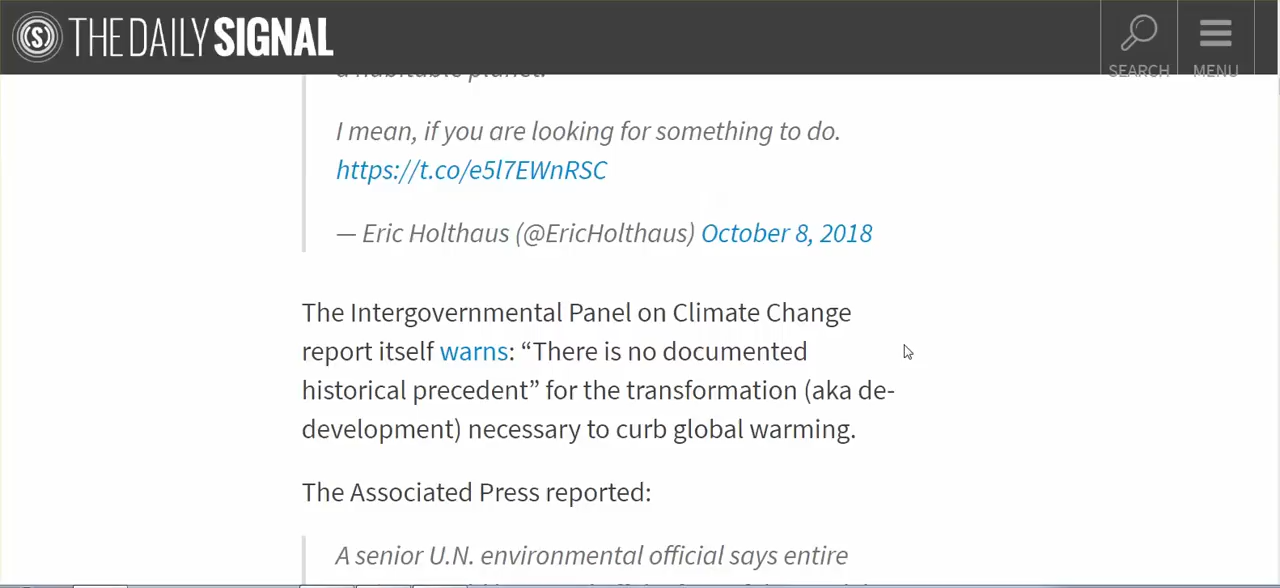 THE DAILY SIGNAL
SEARCH
MENU
a habitable planet.
I mean, if you are looking for something to do.
https://t.co/e5l7EWnRSC
— Eric Holthaus (@EricHolthaus) October 8, 2018
The Intergovernmental Panel on Climate Change
report itself warns: “There is no documented
historical precedent” for the transformation (aka de-
development) necessary to curb global warming.
The Associated Press reported:
A senior U.N. environmental official says entire